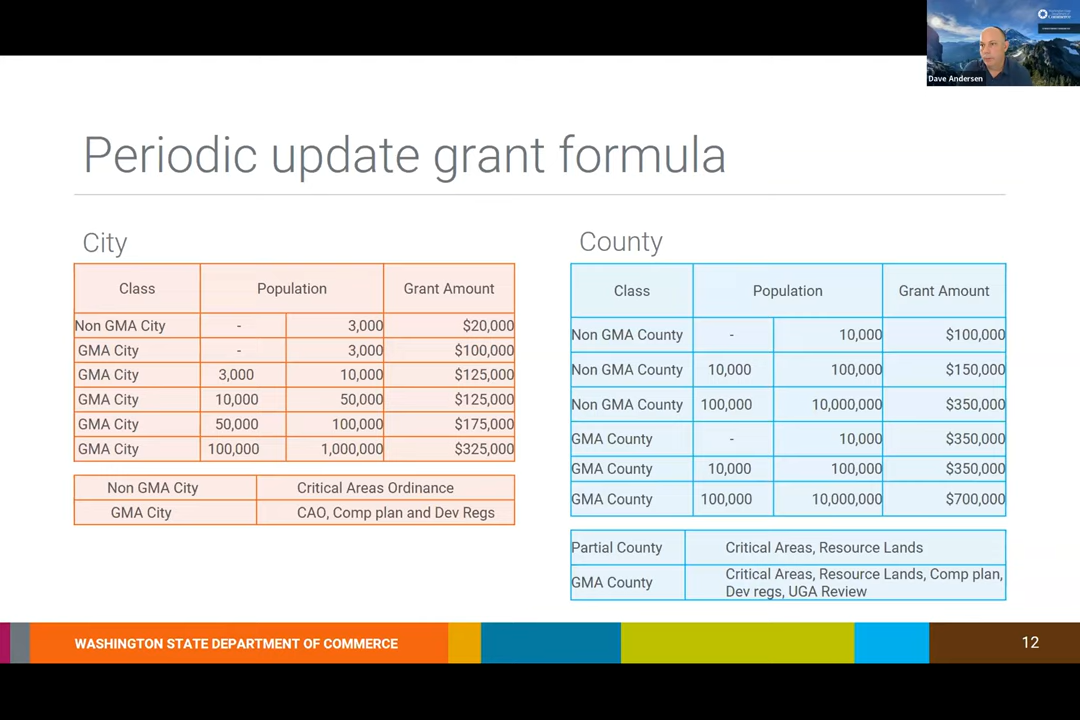 Dave Andersen
Periodic update grant formula
City
Class Population Grant Amount
Non GMA City - 3,000 $20,000
GMA City - 3,000 $100,000
GMA City 3,000 10,000 $125,000
GMA City 10,000 50,000 $125,000
GMA City 50,000 100,000 $175,000
GMA City 100,000 1,000,000 $325,000
Non GMA City Critical Areas Ordinance
GMA City CAO, Comp plan and Dev Regs
County
Class Population Grant Amount
Non GMA County - 10,000 $100,000
Non GMA County 10,000 100,000 $150,000
Non GMA County 100,000 10,000,000 $350,000
GMA County - 10,000 $350,000
GMA County 10,000 100,000 $350,000
GMA County 100,000 10,000,000 $700,000
Partial County Critical Areas, Resource Lands
GMA County Critical Areas, Resource Lands, Comp plan,
Dev regs, UGA Review
WASHINGTON STATE DEPARTMENT OF COMMERCE
12